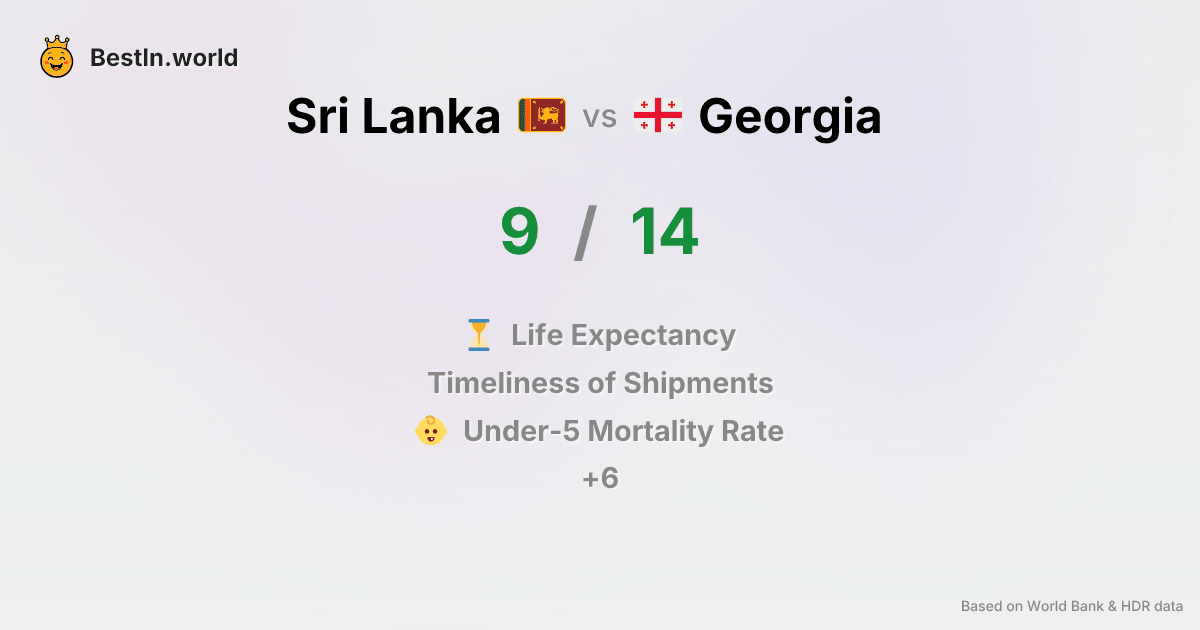 BestIn.world
Sri Lanka vs Georgia
9 / 14
Life Expectancy
Timeliness of Shipments
Under-5 Mortality Rate
+6
Based on World Bank & HDR data